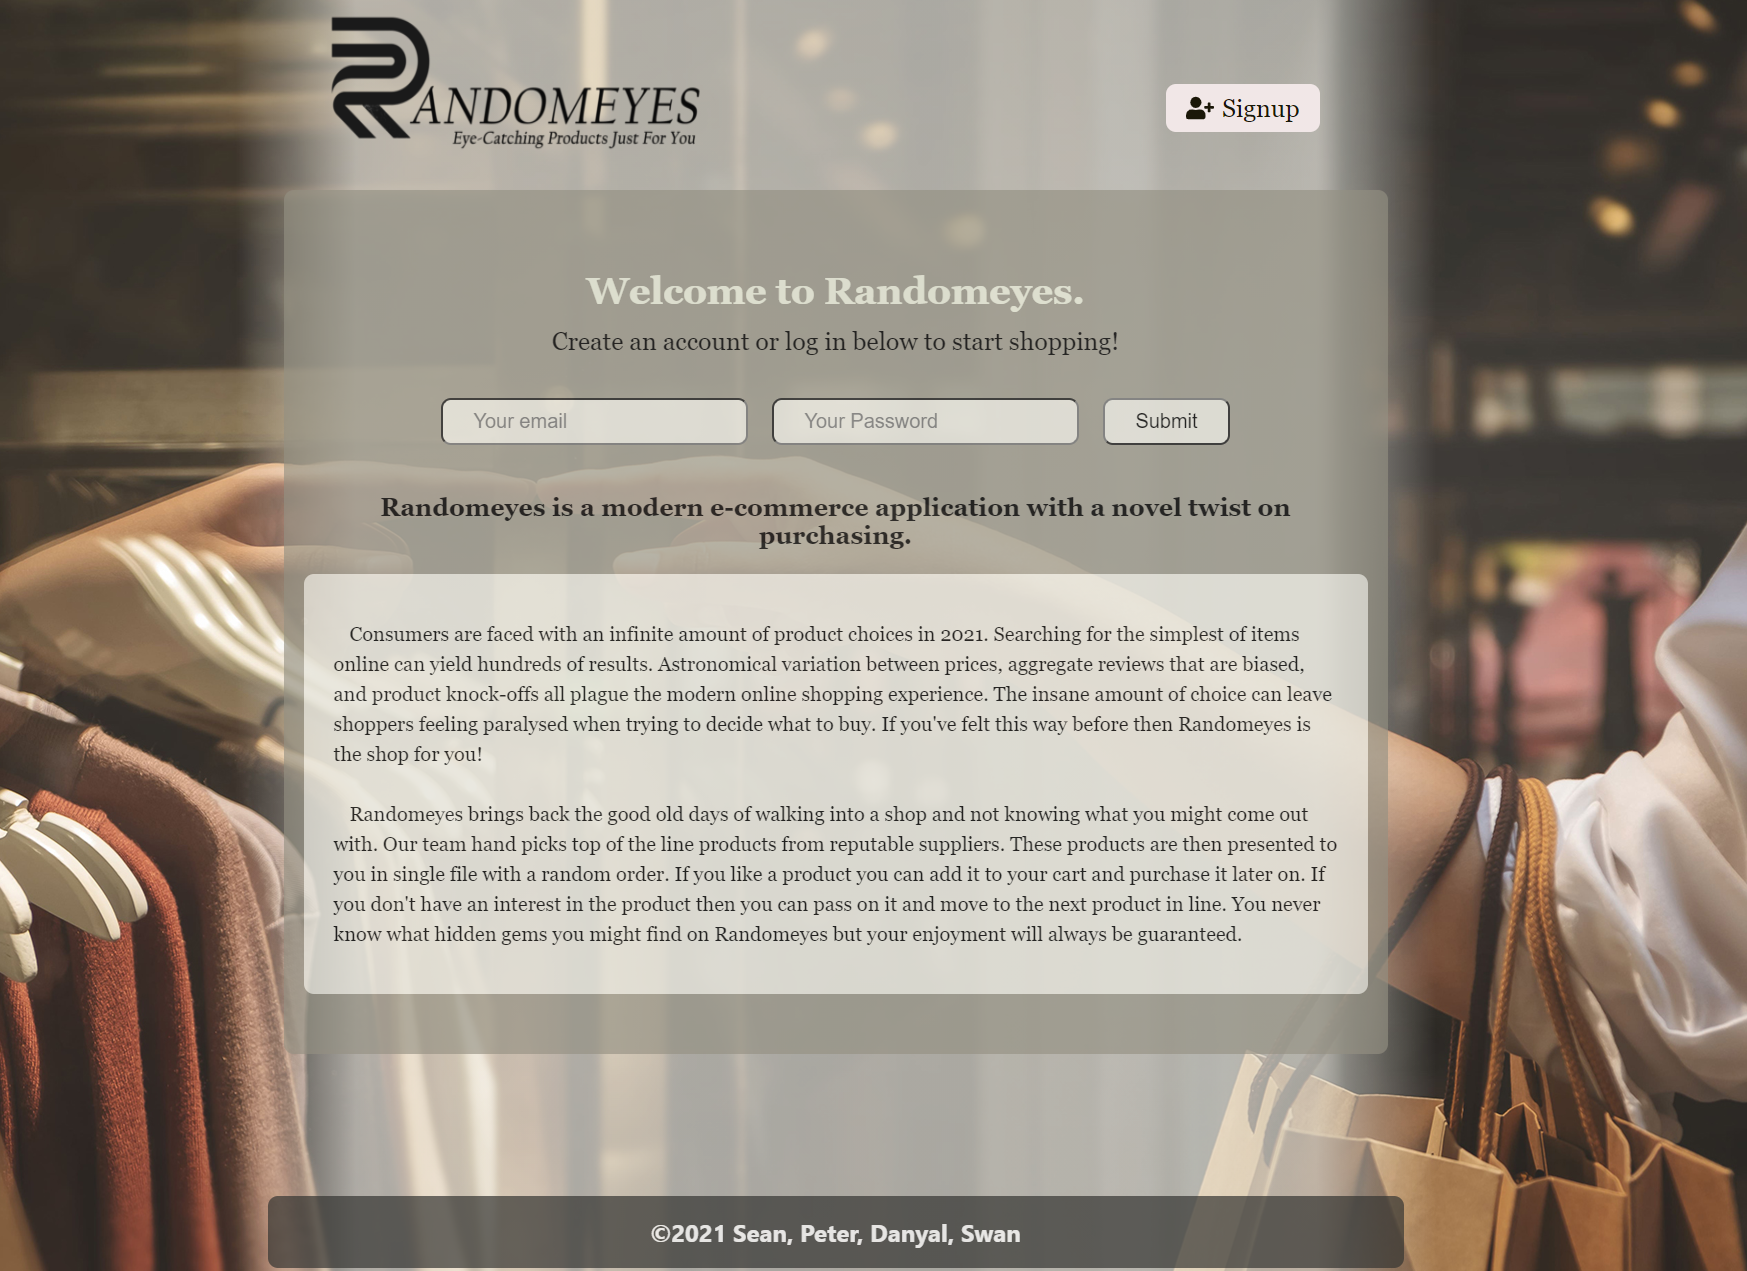 RANDOMEYES
Eye-Catching Products Just For You
Signup
Welcome to Randomeyes.
Create an account or log in below to start shopping!
Your email
Your Password
Submit
Randomeyes is a modern e-commerce application with a novel twist on
purchasing.
Consumers are faced with an infinite amount of product choices in 2021. Searching for the simplest of items
online can yield hundreds of results. Astronomical variation between prices, aggregate reviews that are biased,
and product knock-offs all plague the modern online shopping experience. The insane amount of choice can leave
shoppers feeling paralysed when trying to decide what to buy. If you've felt this way before then Randomeyes is
the shop for you!
Randomeyes brings back the good old days of walking into a shop and not knowing what you might come out
with. Our team hand picks top of the line products from reputable suppliers. These products are then presented to
you in single file with a random order. If you like a product you can add it to your cart and purchase it later on. If
you don't have an interest in the product then you can pass on it and move to the next product in line. You never
know what hidden gems you might find on Randomeyes but your enjoyment will always be guaranteed.
©2021 Sean, Peter, Danyal, Swan